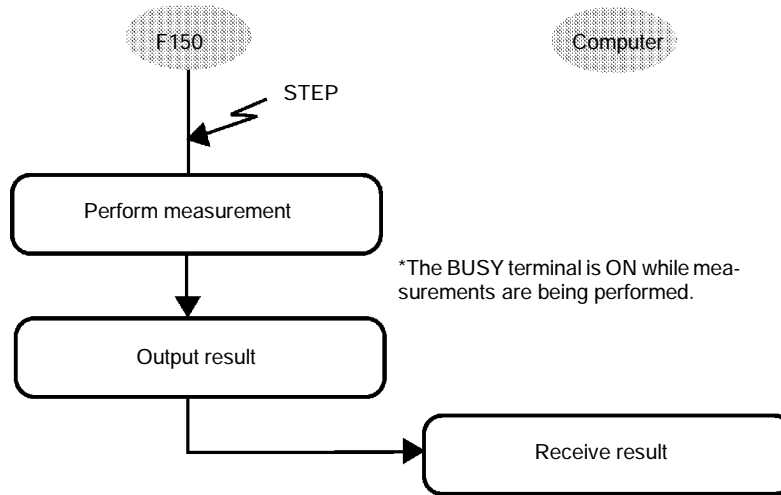 F150
Computer
STEP
Perform measurement
*The BUSY terminal is ON while mea-
surements are being performed.
Output result
Receive result